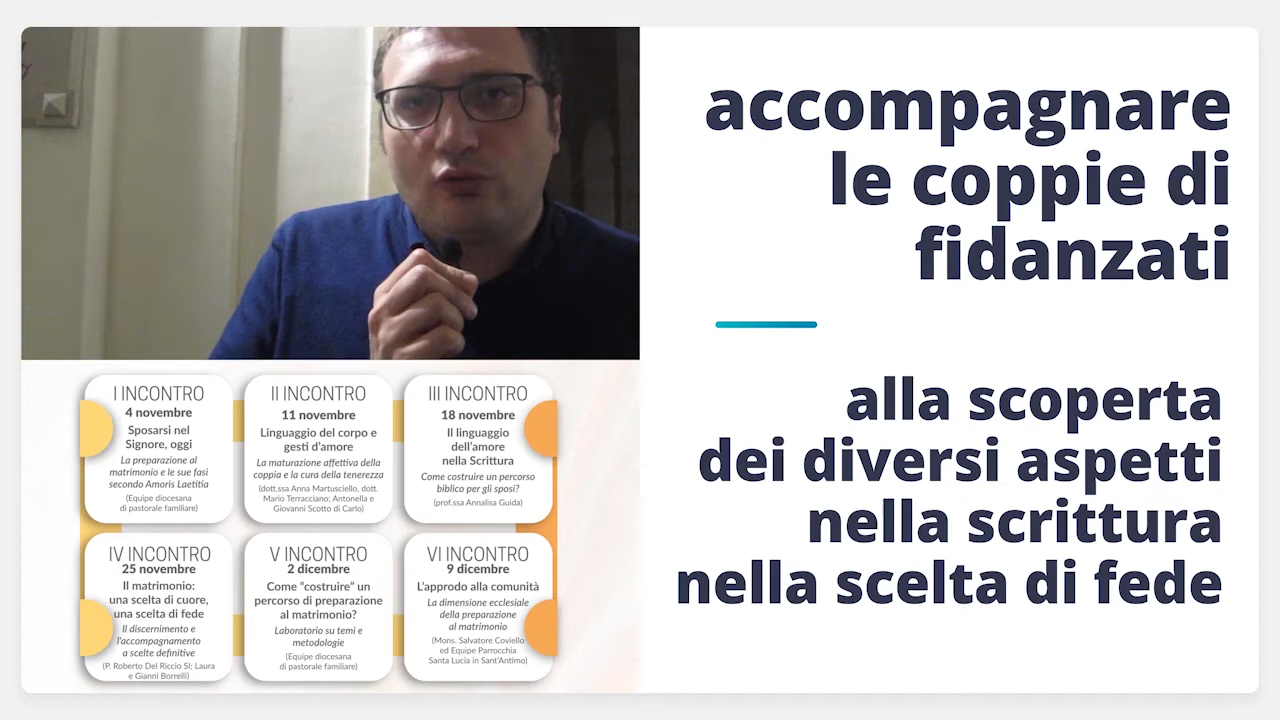 accompagnare
le coppie di
fidanzati
alla scoperta
dei diversi aspetti
nella scrittura
nella scelta di fede
I INCONTRO
4 novembre
Sposarsi nel
Signore, oggi
La preparazione al
matrimonio e le sue fasi
secondo Amoris Laetitia
(Equipe diocesana
di pastorale familiare)
II INCONTRO
11 novembre
Linguaggio del corpo e
gesti d'amore
La maturazione affettiva della
coppia e la cura della tenerezza
(dott.ssa Anna Martusciello, dott.
Mario Terracciano; Antonella e
Giovanni Scotto di Carlo)
III INCONTRO
18 novembre
Il linguaggio
dell'amore
nella Scrittura
Come costruire un percorso
biblico per gli sposi?
(prof.ssa Annalisa Guida)
IV INCONTRO
25 novembre
Il matrimonio:
una scelta di cuore,
una scelta di fede
Il discernimento e
l'accompagnamento
a scelte definitive
(P. Roberto Del Riccio SI; Laura
e Gianni Borrelli)
V INCONTRO
2 dicembre
Come “costruire” un
percorso di preparazione
al matrimonio?
Laboratorio su temi e
metodologie
(Equipe diocesana
di pastorale familiare)
VI INCONTRO
9 dicembre
L'approdo alla comunità
La dimensione ecclesiale
della preparazione
al matrimonio
(Mons. Salvatore Coviello
ed Equipe Parrocchia
Santa Lucia in Sant'Antimo)